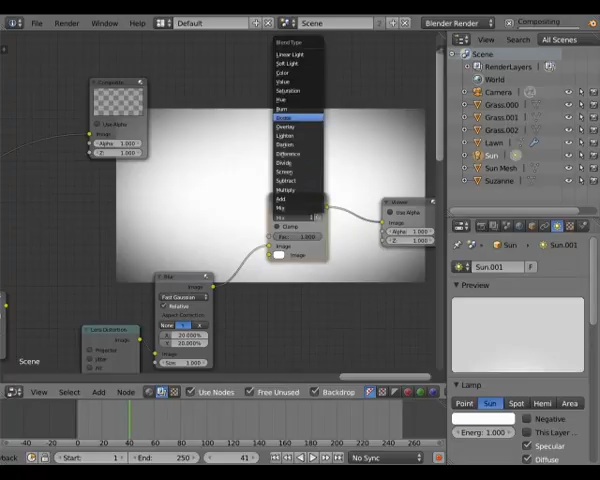 File Render Window Help Default Scene 2 Blender Render Compositing
View Search All Scenes
Scene
RenderLayers
World
Camera
Grass.000
Grass.001
Grass.002
Lawn
Sun
Sun Mesh
Suzanne
BlendType
Linear Light
Soft Light
Color
Value
Saturation
Hue
Burn
Dodge
Overlay
Lighten
Darken
Difference
Divide
Screen
Subtract
Multiply
Add
Mix
Mix
Clamp
Fac: 1.000
Image
Image
Composite
Use Alpha
Image
Alpha: 1.000
Z: 1.000
Viewer
Use Alpha
Image
Alpha: 1.000
Z: 1.000
Blur
Image
Fast Gaussian
Relative
Aspect Correction
None Y X
X 20.000%
Y 20.000%
Image
Size: 1.000
Lens Distortion
Image
Projector
Jitter
Fit
Scene
View Select Add Node Use Nodes Free Unused Backdrop
-40 -20 0 20 40 60 80 100 120 140 160 180 200 220 240 260
yback Start: 1 End: 250 41 No Sync
Sun Sun.001
Sun.001 F
Preview
Lamp
Point Sun Spot Hemi Area
Negative
Energ: 1.000 This Layer...
Specular
Diffuse